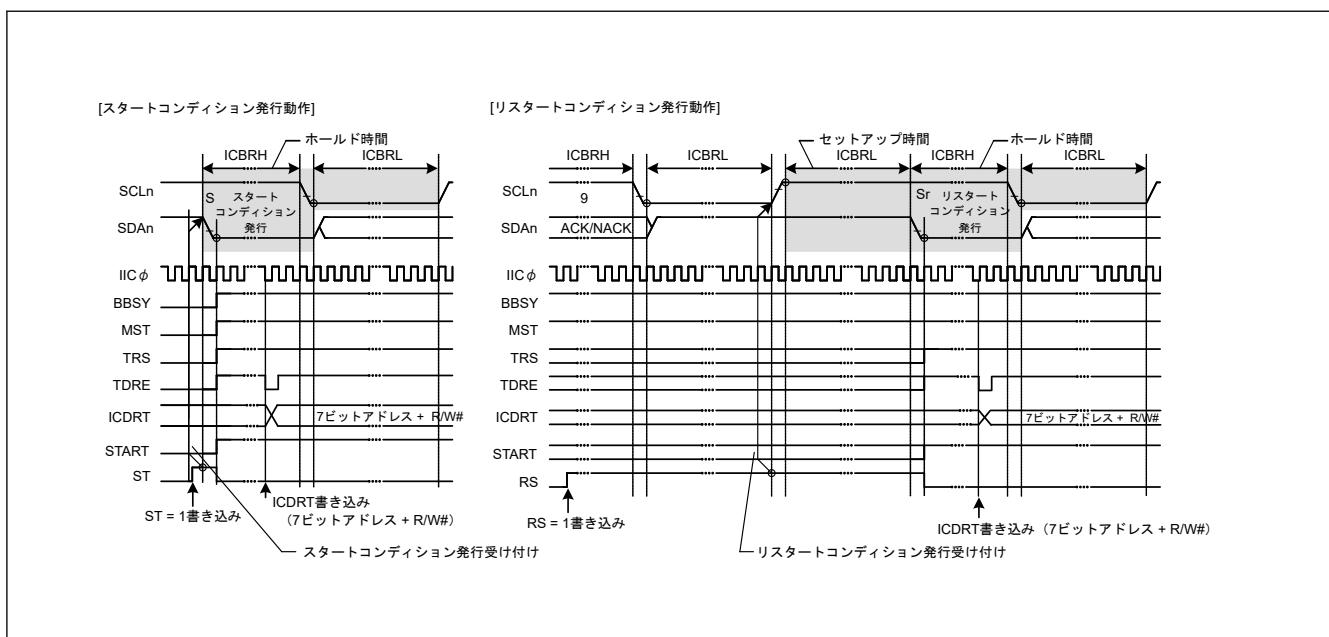 [スタートコンディション発行動作]
ホールド時間
ICBRH
ICBRL
SCLn
S
スタート
コンディション
発行
SDAn
IICφ
BBSY
MST
TRS
TDRE
ICDRT
7ビットアドレス + R/W#
START
ST
ST = 1書き込み
ICDRT書き込み
(7ビットアドレス + R/W#)
スタートコンディション発行受け付け
[リスタートコンディション発行動作]
セットアップ時間
ホールド時間
ICBRH
ICBRL
ICBRL
ICBRH
ICBRL
SCLn
9
Sr
リスタート
コンディション
発行
SDAn
ACK/NACK
IICφ
BBSY
MST
TRS
TDRE
ICDRT
7ビットアドレス + R/W#
START
RS
RS = 1書き込み
ICDRT書き込み (7ビットアドレス + R/W#)
リスタートコンディション発行受け付け